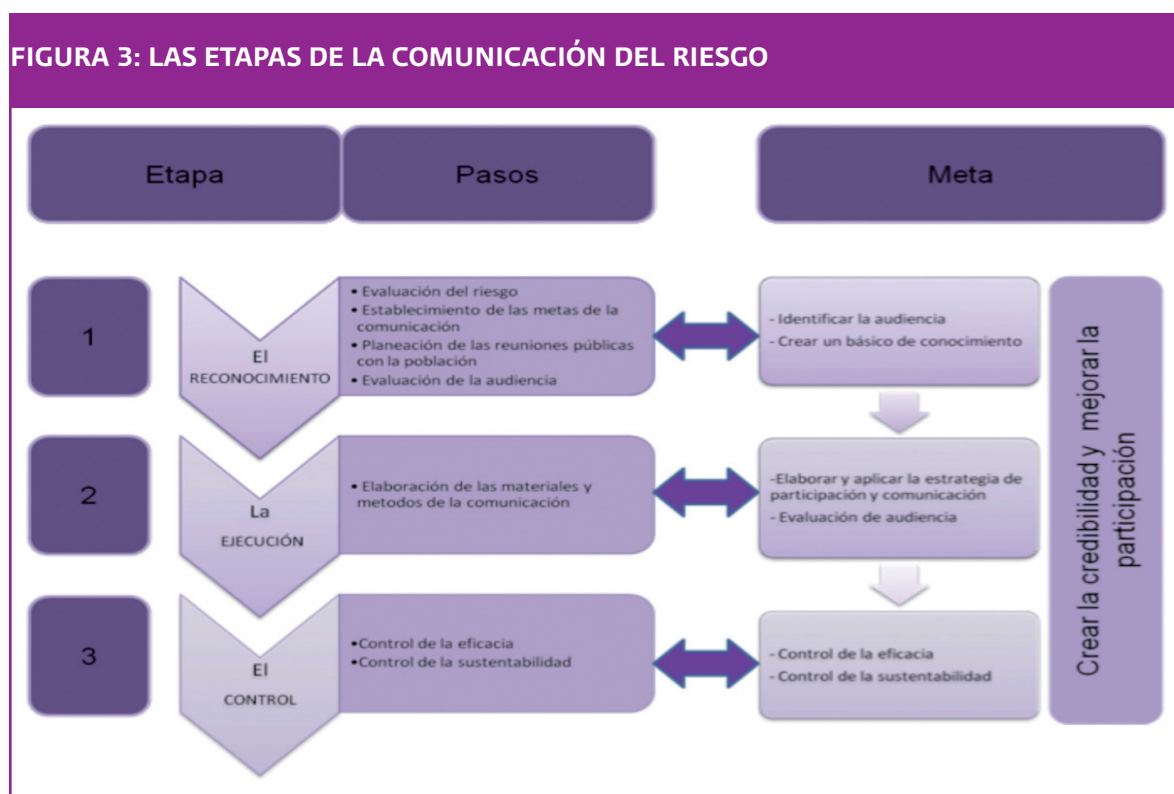 FIGURA 3: LAS ETAPAS DE LA COMUNICACIÓN DEL RIESGO
Etapa
Pasos
Meta
1
El
RECONOCIMIENTO
• Evaluación del riesgo
• Establecimiento de las metas de la
comunicación
• Planeación de las reuniones públicas
con la población
• Evaluación de la audiencia
- Identificar la audiencia
- Crear un básico de conocimiento
2
La
EJECUCIÓN
• Elaboración de las materiales y
metodos de la comunicación
-Elaborar y aplicar la estrategia de
participación y comunicación
- Evaluación de audiencia
3
El
CONTROL
•Control de la eficacia
•Control de la sustentabilidad
- Control de la eficacia
- Control de la sustentabilidad
Crear la credibilidad y mejorar la
participación